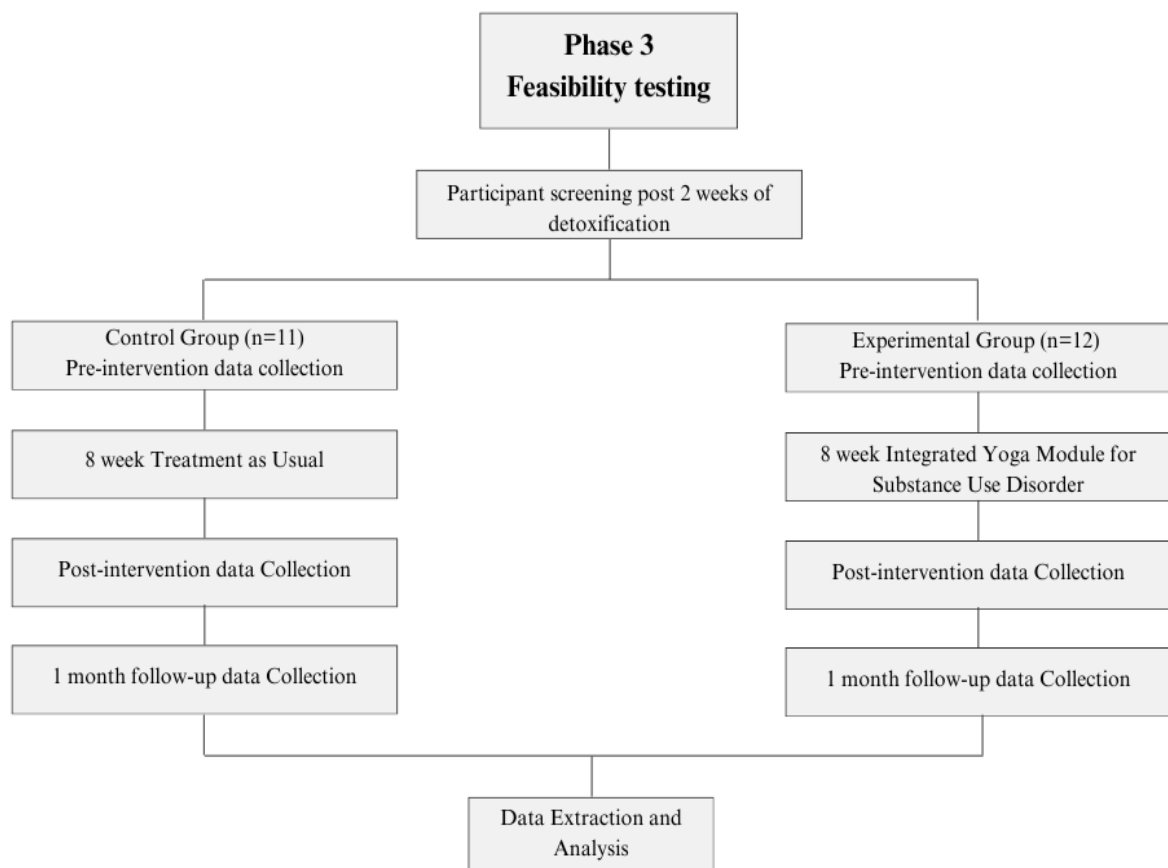 Phase 3
Feasibility testing
Participant screening post 2 weeks of
detoxification
Control Group (n=11)
Pre-intervention data collection
8 week Treatment as Usual
Post-intervention data Collection
1 month follow-up data Collection
Experimental Group (n=12)
Pre-intervention data collection
8 week Integrated Yoga Module for
Substance Use Disorder
Post-intervention data Collection
1 month follow-up data Collection
Data Extraction and
Analysis